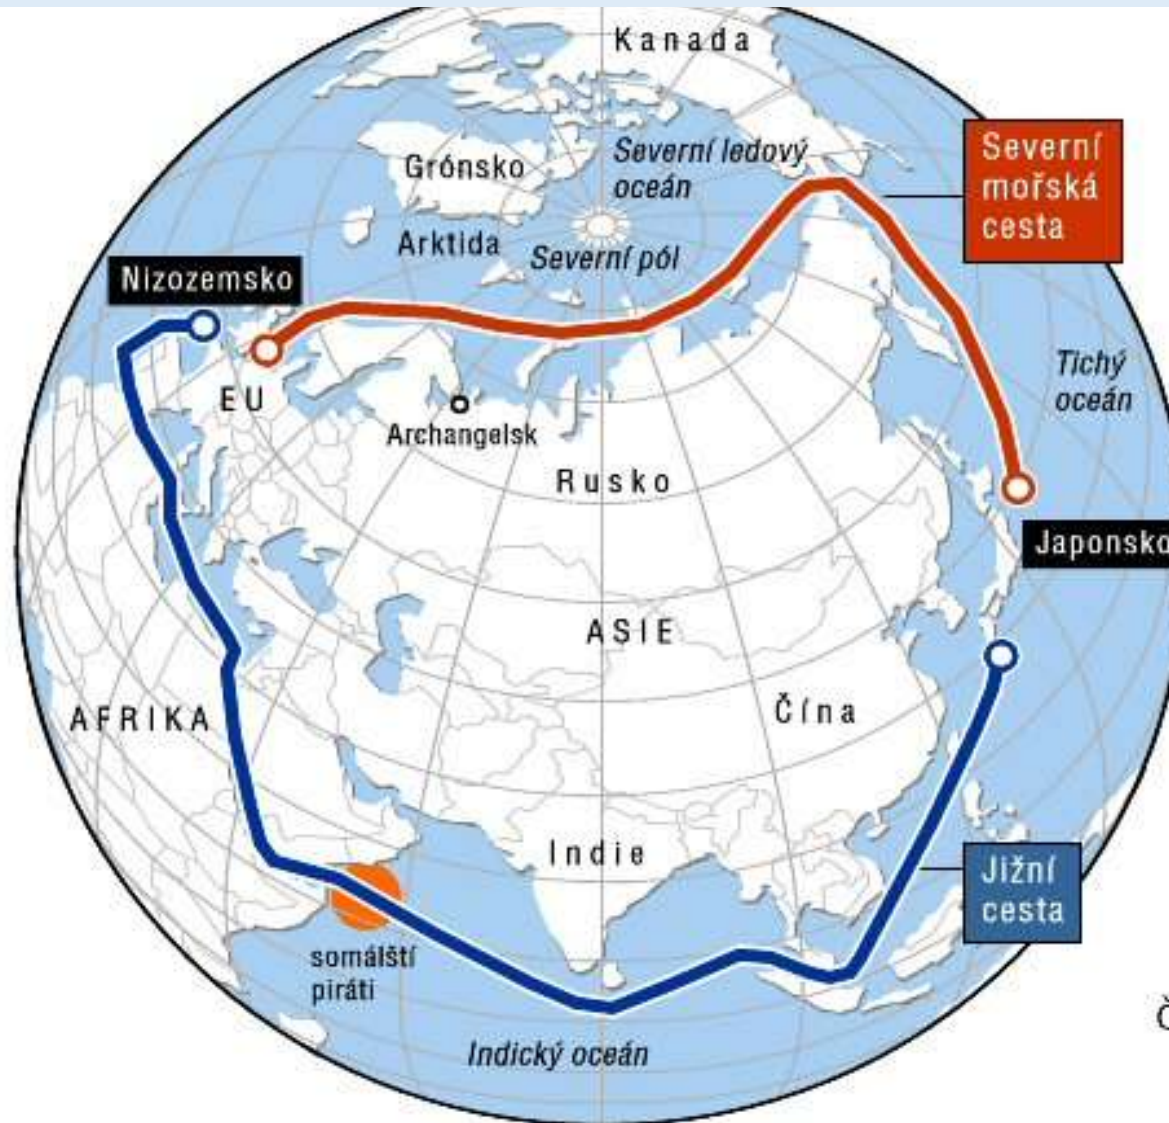 Kanada
Severní ledový
oceán
Severní
mořská
cesta
Grónsko
Arktida
Severní pól
Nizozemsko
Tichý
oceán
EU
Archangelsk
Rusko
Japonsko
ASIE
AFRIKA
Čína
Indie
Jižní
cesta
somálští
piráti
Č
Indický oceán